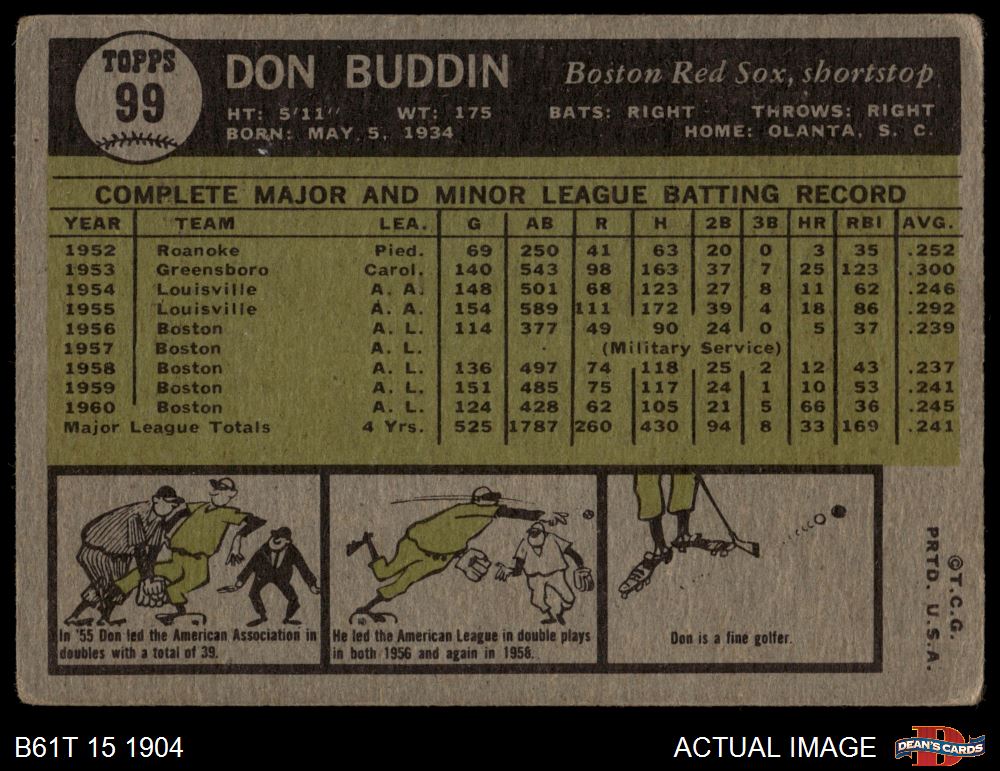 TOPPS
99
DON BUDDIN Boston Red Sox, shortstop
HT: 5'11" WT: 175 BATS: RIGHT THROWS: RIGHT
BORN: MAY 5, 1934 HOME: OLANTA, S. C.
COMPLETE MAJOR AND MINOR LEAGUE BATTING RECORD
YEAR TEAM LEA. G AB R H 2B 3B HR RBI AVG.
1952 Roanoke Pied. 69 250 41 63 20 0 3 35 .252
1953 Greensboro Carol. 140 543 98 163 37 7 25 123 .300
1954 Louisville A. A. 148 501 68 123 27 8 11 62 .246
1955 Louisville A. A. 154 589 111 172 39 4 18 86 .292
1956 Boston A. L. 114 377 49 90 24 0 5 37 .239
1957 Boston A. L. (Military Service)
1958 Boston A. L. 136 497 74 118 25 2 12 43 .237
1959 Boston A. L. 151 485 75 117 24 1 10 53 .241
1960 Boston A. L. 124 428 62 105 21 5 66 36 .245
Major League Totals 4 Yrs. 525 1787 260 430 94 8 33 169 .241
In '55 Don led the American Association in
doubles with a total of 39.
He led the American League in double plays
in both 1956 and again in 1958.
Don is a fine golfer.
©T.C.G.
PRTD. U.S.A.
B61T 15 1904 ACTUAL IMAGE
DEAN'S CARDS